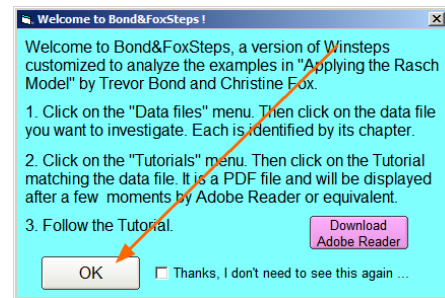 Welcome to Bond&FoxSteps !
Welcome to Bond&FoxSteps, a version of Winsteps
customized to analyze the examples in "Applying the Rasch
Model" by Trevor Bond and Christine Fox.
1. Click on the "Data files" menu. Then click on the data file
you want to investigate. Each is identified by its chapter.
2. Click on the "Tutorials" menu. Then click on the Tutorial
matching the data file. It is a PDF file and will be displayed
after a few moments by Adobe Reader or equivalent.
3. Follow the Tutorial.
Download
Adobe Reader
OK
Thanks, I don't need to see this again ...